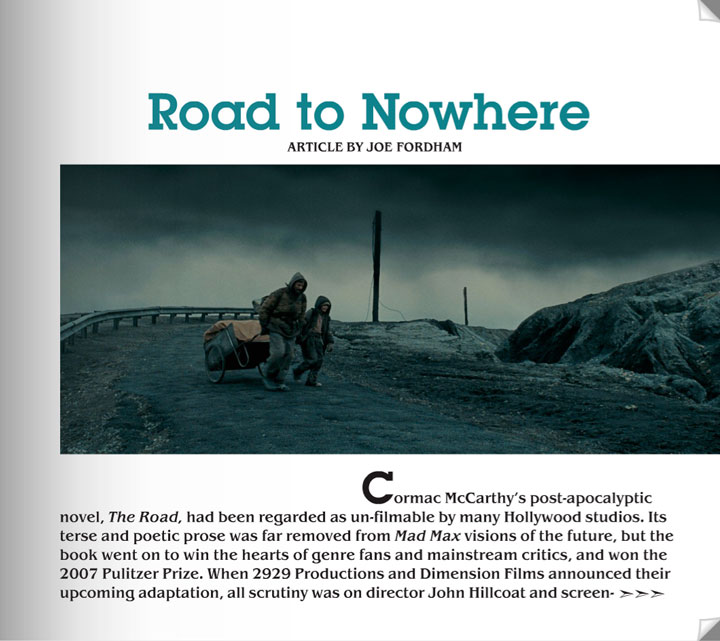 Road to Nowhere
ARTICLE BY JOE FORDHAM
Cormac McCarthy's post-apocalyptic
novel, The Road, had been regarded as un-filmable by many Hollywood studios. Its
terse and poetic prose was far removed from Mad Max visions of the future, but the
book went on to win the hearts of genre fans and mainstream critics, and won the
2007 Pulitzer Prize. When 2929 Productions and Dimension Films announced their
upcoming adaptation, all scrutiny was on director John Hillcoat and screen- ➣➣➣